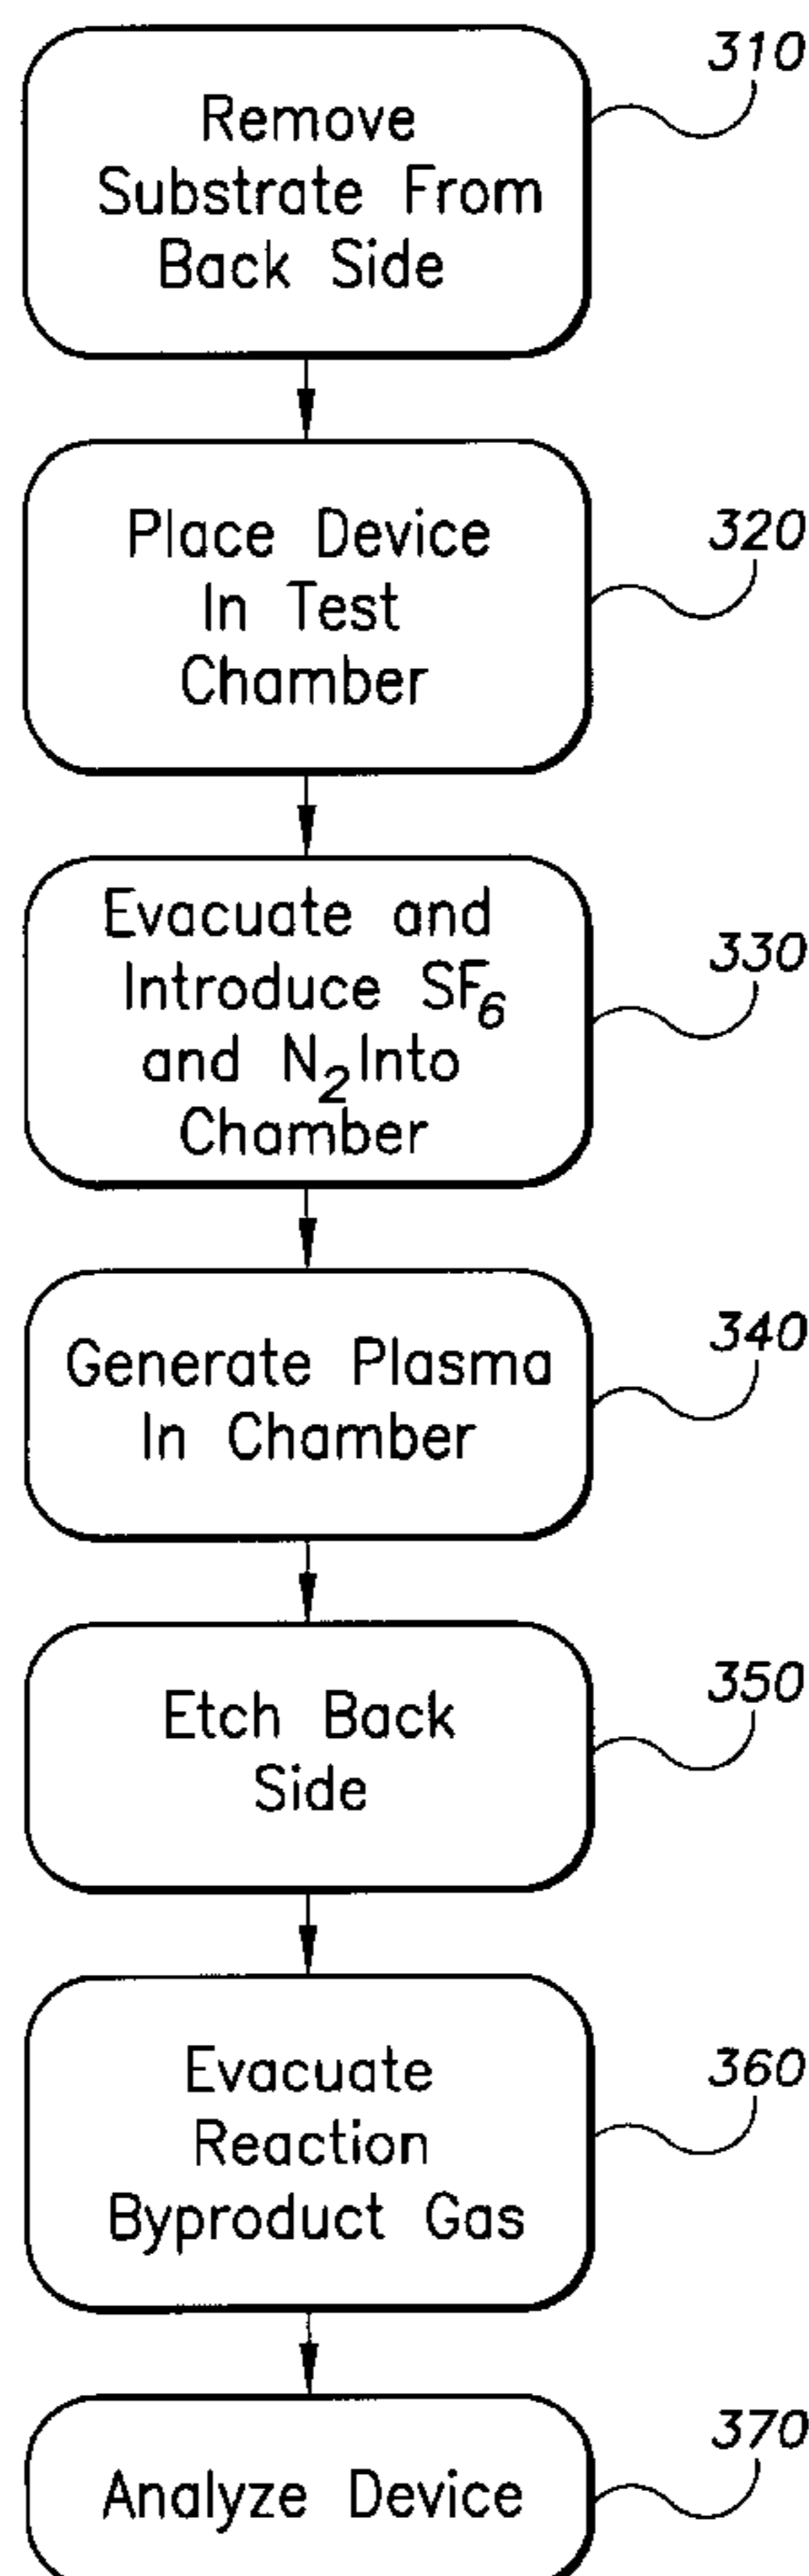 310
Remove
Substrate From
Back Side
320
Place Device
In Test
Chamber
330
Evacuate and
Introduce SF6
and N2 Into
Chamber
340
Generate Plasma
In Chamber
350
Etch Back
Side
360
Evacuate
Reaction
Byproduct Gas
370
Analyze Device